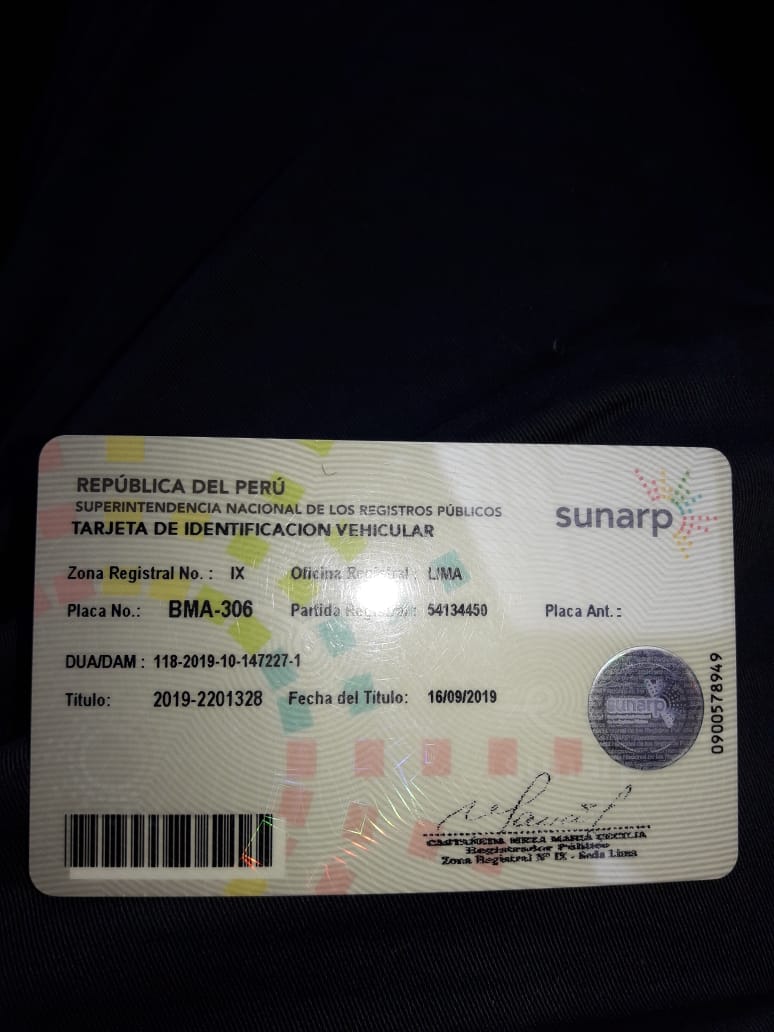 REPÚBLICA DEL PERÚ
SUPERINTENDENCIA NACIONAL DE LOS REGISTROS PÚBLICOS
TARJETA DE IDENTIFICACION VEHICULAR
sunarp
Zona Registral No. : IX Oficina Registral : LIMA
Placa No.: BMA-306 Partida Registral : 54134450 Placa Ant. :
DUA/DAM : 118-2019-10-147227-1
Titulo: 2019-2201328 Fecha del Titulo: 16/09/2019
sunarp
0900578949
CASTAÑEDA MEZA MARIA CECILIA
Registrador Público
Zona Registral Nº IX - Sede Lima